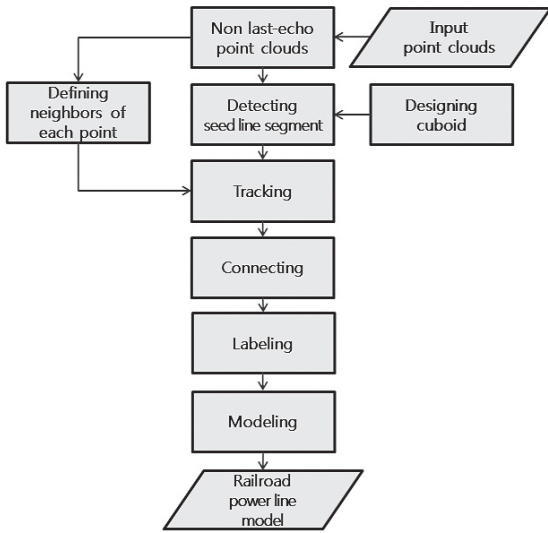 Non last-echo
point clouds
Input
point clouds
Defining
neighbors of
each point
Detecting
seed line segment
Designing
cuboid
Tracking
Connecting
Labeling
Modeling
Railroad
power line
model